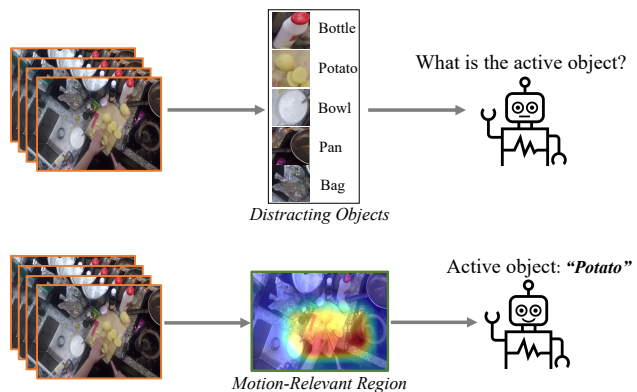 Bottle
Potato
Bowl
Pan
Bag
Distracting Objects
What is the active object?
Motion-Relevant Region
Active object: “Potato”